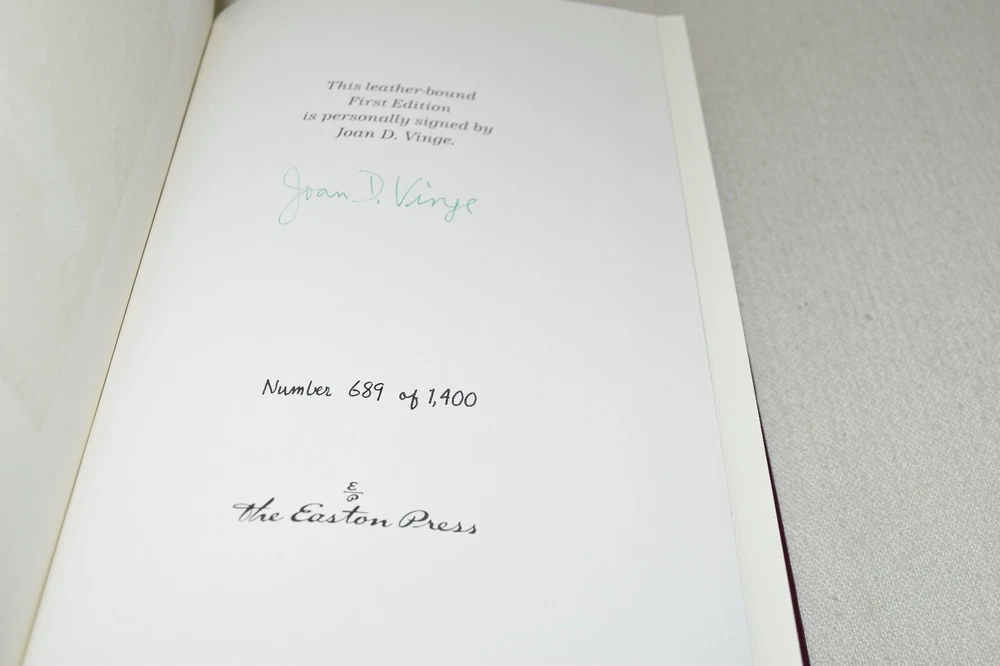 This leather-bound
First Edition
is personally signed by
Joan D. Vinge.
Joan D. Vinge
Number 689 of 1,400
E
P
the Easton Press